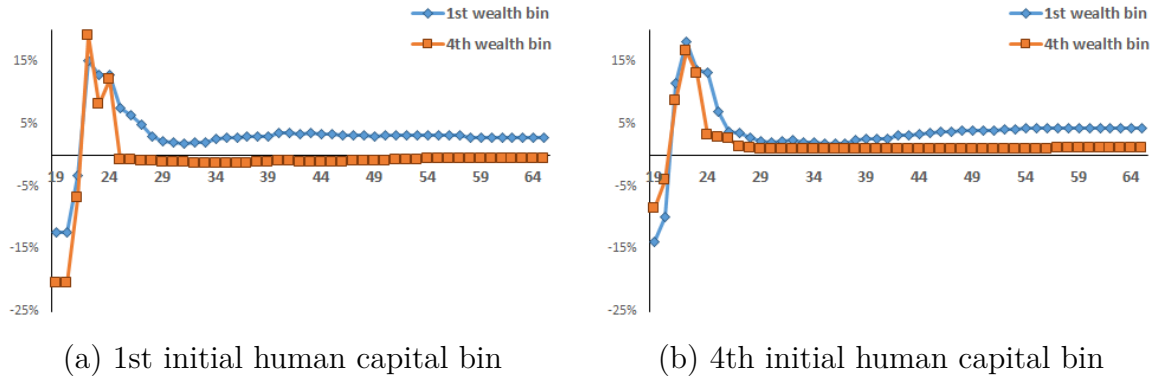 1st wealth bin
4th wealth bin
15%
5%
-5%
-15%
-25%
19 24 29 34 39 44 49 54 59 64
(a) 1st initial human capital bin
1st wealth bin
4th wealth bin
15%
5%
-5%
-15%
-25%
19 24 29 34 39 44 49 54 59 64
(b) 4th initial human capital bin